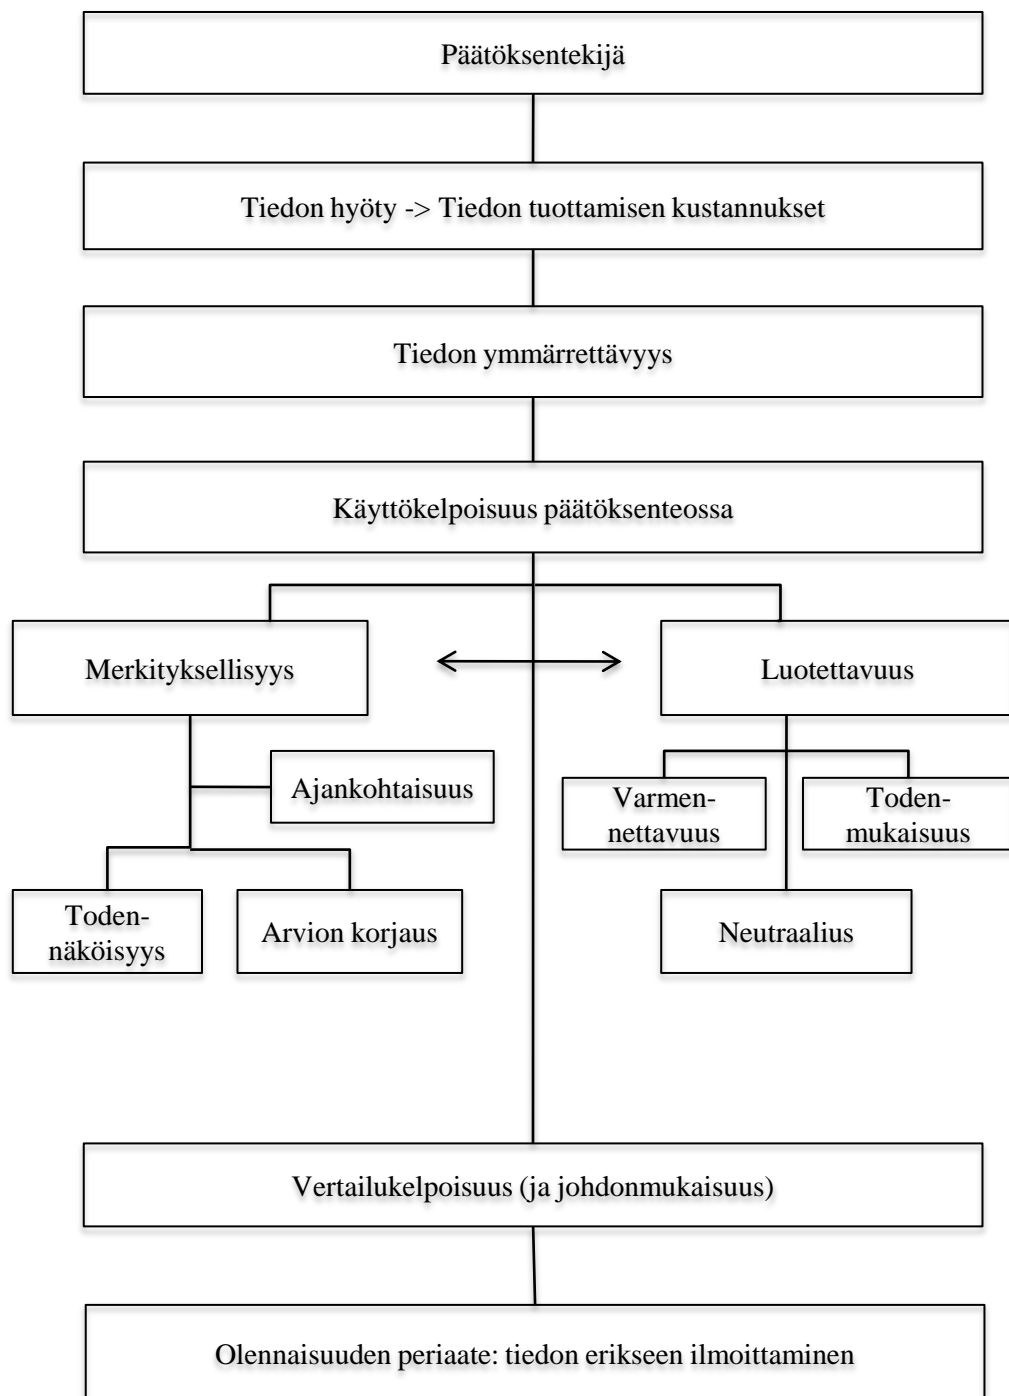 Päätöksentekijä
Tiedon hyöty -> Tiedon tuottamisen kustannukset
Tiedon ymmärrettävyys
Käyttökelpoisuus päätöksenteossa
Merkityksellisyys
Luotettavuus
Ajankohtaisuus
Varmen-
nettavuus
Toden-
mukaisuus
Toden-
näköisyys
Arvion korjaus
Neutraalius
Vertailukelpoisuus (ja johdonmukaisuus)
Olennaisuuden periaate: tiedon erikseen ilmoittaminen